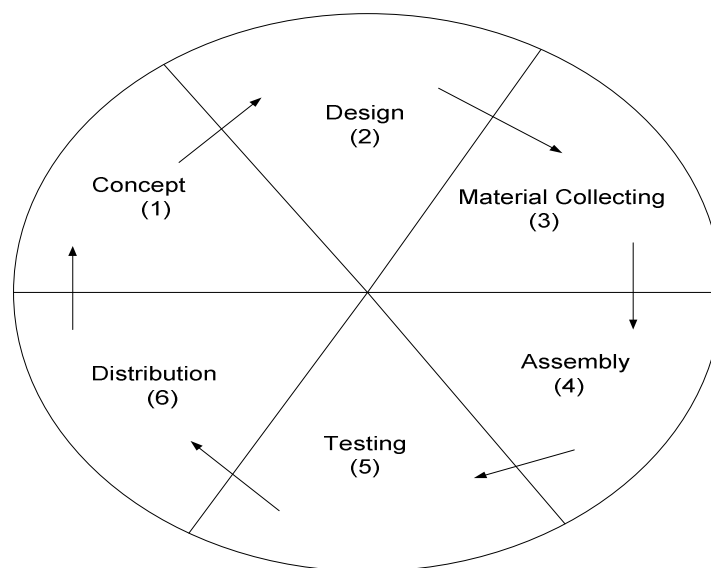 Concept
(1)
Design
(2)
Material Collecting
(3)
Assembly
(4)
Testing
(5)
Distribution
(6)